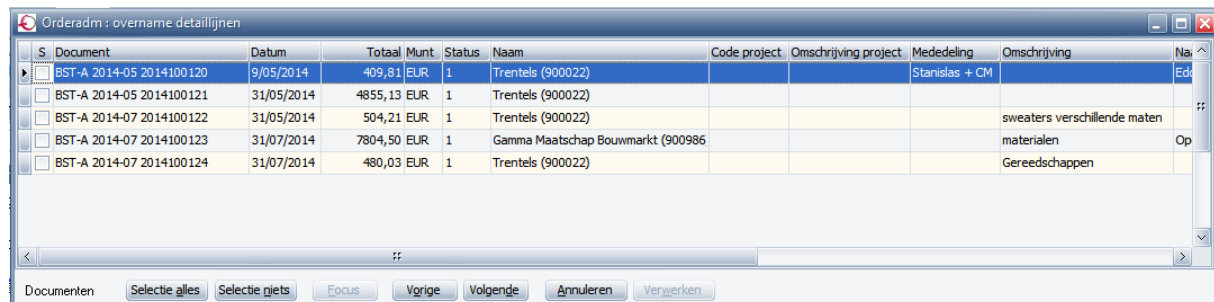 Orderadm : overname detaillijnen
S Document Datum Totaal Munt Status Naam Code project Omschrijving project Mededeling Omschrijving Naa
BST-A 2014-05 2014100120 9/05/2014 409,81 EUR 1 Trentels (900022) Stanislas + CM Edd
BST-A 2014-05 2014100121 31/05/2014 4855,13 EUR 1 Trentels (900022)
BST-A 2014-07 2014100122 31/05/2014 504,21 EUR 1 Trentels (900022) sweaters verschillende maten
BST-A 2014-07 2014100123 31/07/2014 7804,50 EUR 1 Gamma Maatschap Bouwmarkt (900986 materialen Op
BST-A 2014-07 2014100124 31/07/2014 480,03 EUR 1 Trentels (900022) Gereedschappen
Documenten Selectie alles Selectie niets Focus Vorige Volgende Annuleren Verwerken